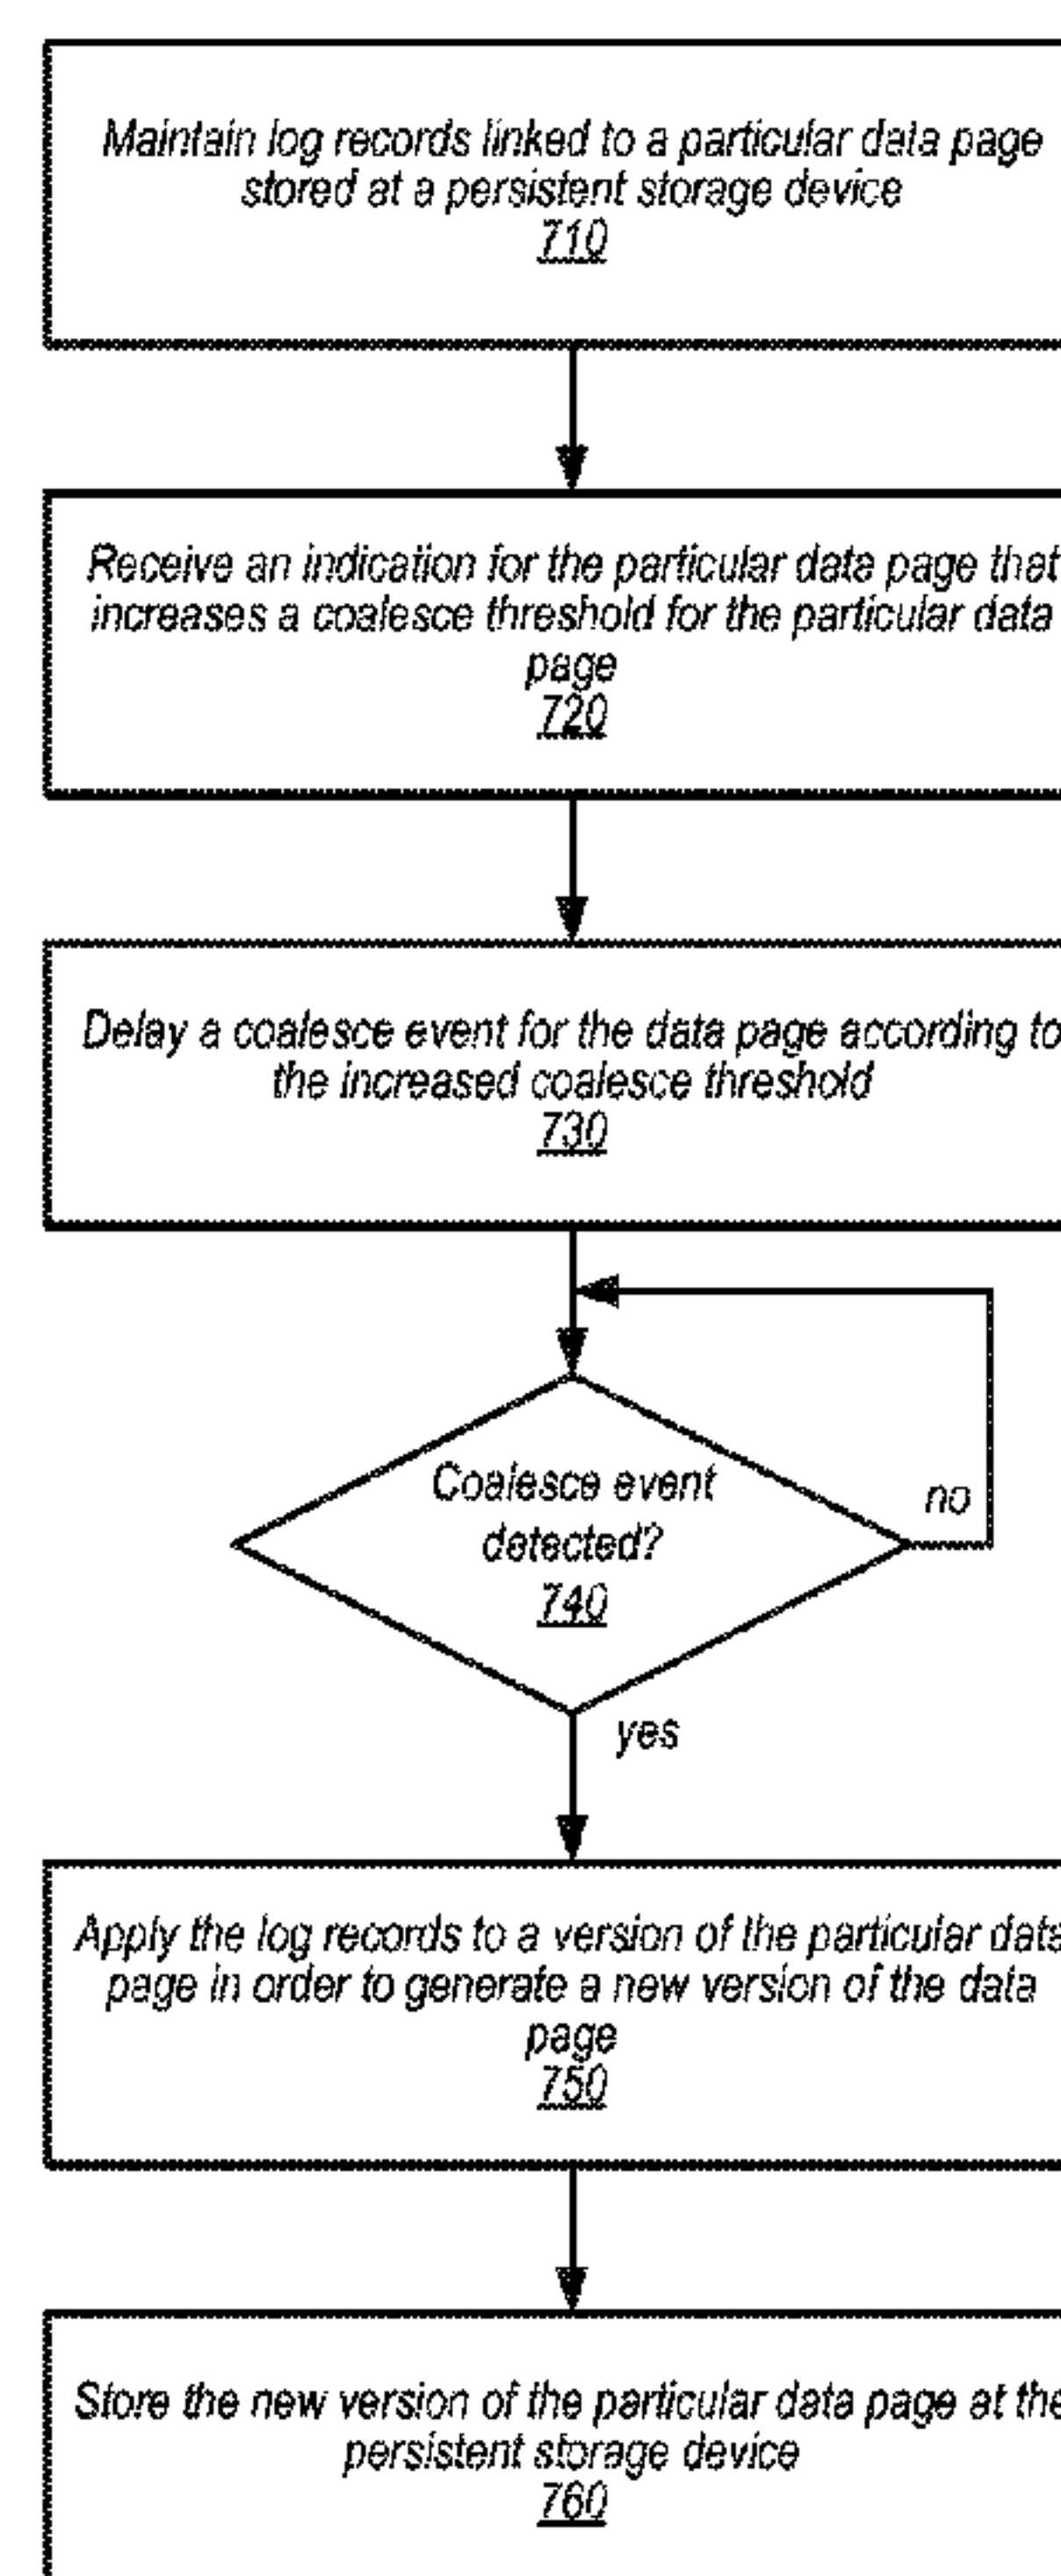 Maintain log records linked to a particular data page
stored at a persistent storage device
710
Receive an indication for the particular data page that
increases a coalesce threshold for the particular data
page
720
Delay a coalesce event for the data page according to
the increased coalesce threshold
730
Coalesce event
detected?
740
no
yes
Apply the log records to a version of the particular data
page in order to generate a new version of the data
page
750
Store the new version of the particular data page at the
persistent storage device
760